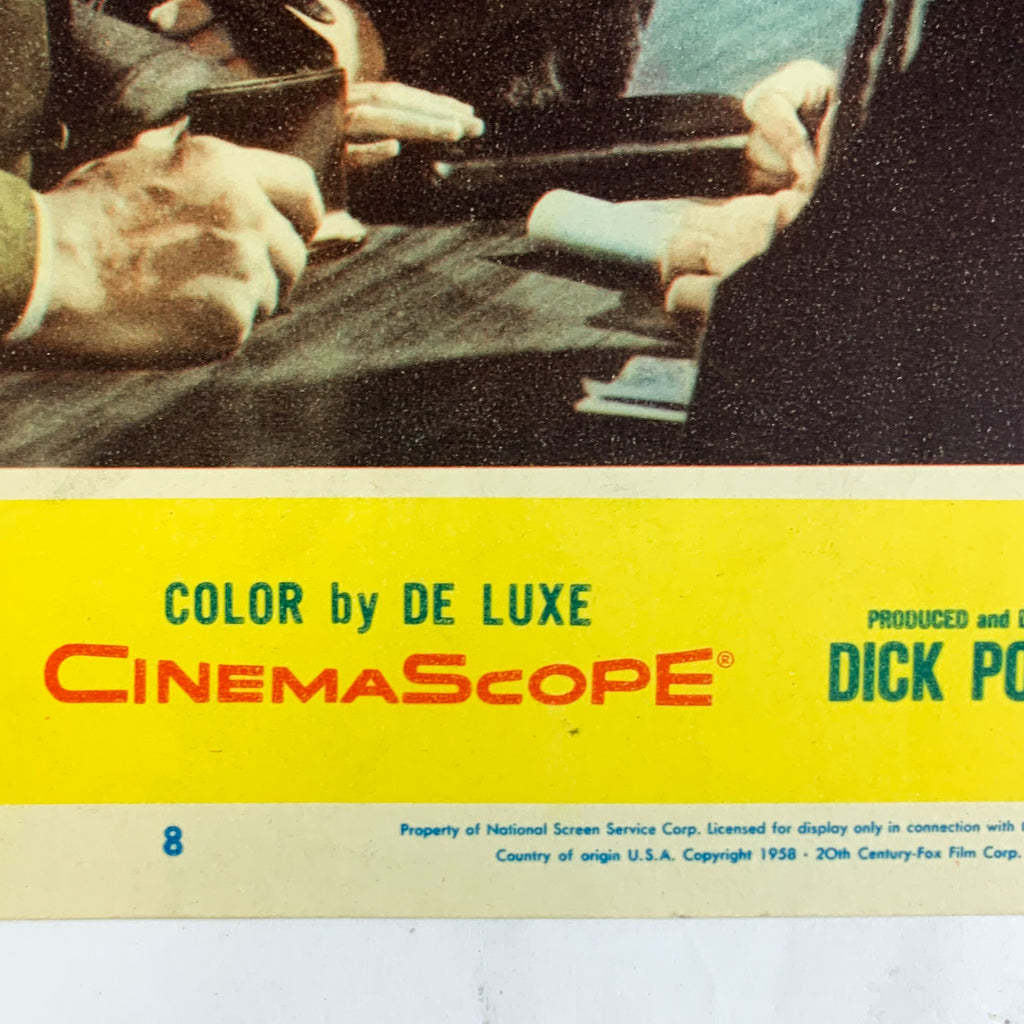 COLOR by DE LUXE
CINEMASCOPE®
PRODUCED and
DICK
8
Property of National Screen Service Corp. Licensed for display only in connection with
Country of origin U.S.A. Copyright 1958 · 20th Century-Fox Film Corp.